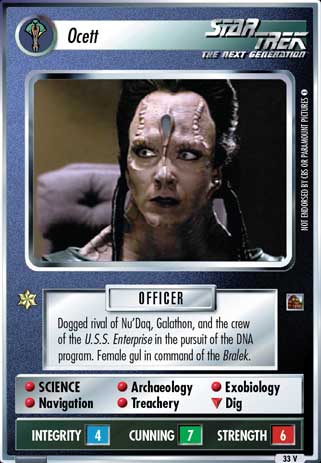 Ocett
STAR TREK
THE NEXT GENERATION
NOT ENDORSED BY CBS OR PARAMOUNT PICTURES
OFFICER
Dogged rival of Nu'Daq, Galathon, and the crew
of the U.S.S. Enterprise in the pursuit of the DNA
program. Female gul in command of the Bralek.
SCIENCE Archaeology Exobiology
Navigation Treachery Dig
INTEGRITY 4 CUNNING 7 STRENGTH 6
33 V